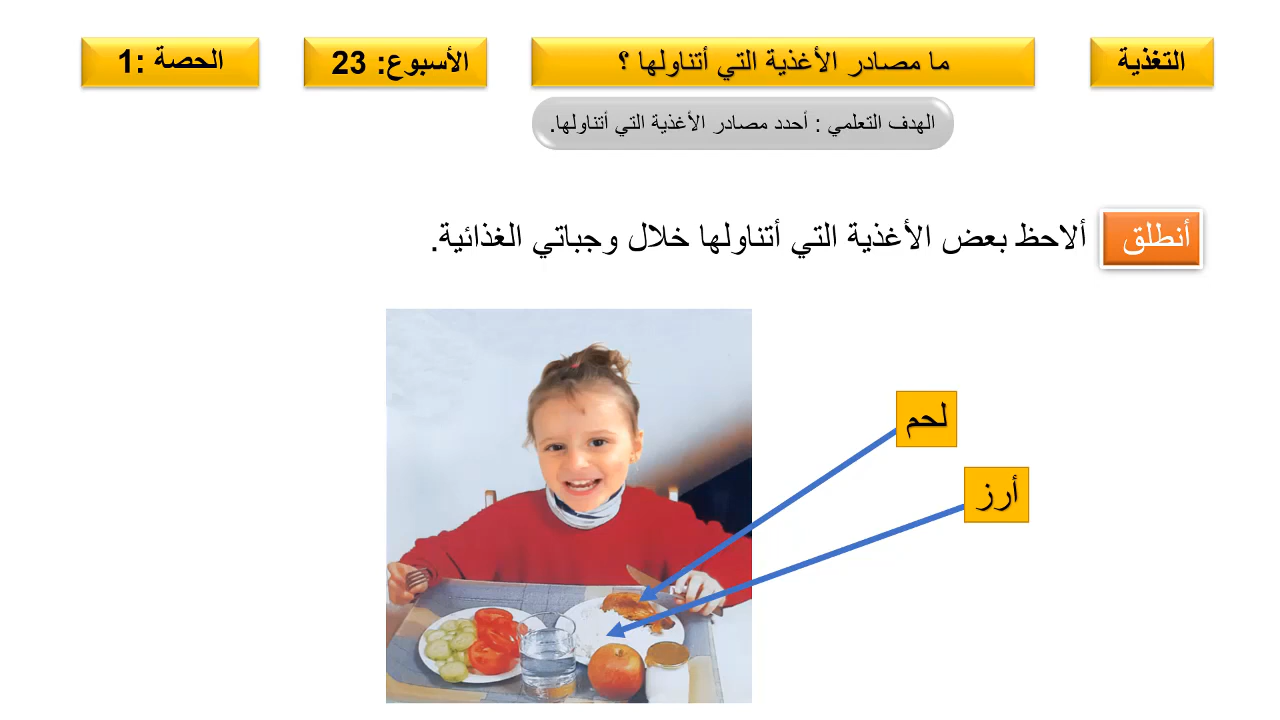 التغذية
ما مصادر الأغذية التي أتناولها ؟
الأسبوع: 23
الحصة :1
الهدف التعلمي : أحدد مصادر الأغذية التي أتناولها.
أنطلق
ألاحظ بعض الأغذية التي أتناولها خلال وجباتي الغذائية.
لحم
أرز